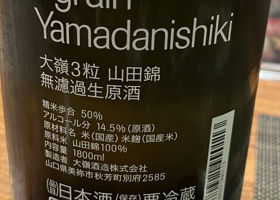 grain
Yamadanishiki
大嶺3粒 山田錦
無濾過生原酒
精米歩合 50%
アルコール分 14.5%(原酒)
原材料名 米(国産米) 米麹(国産米)
原料米 山田錦100%
内容量 1800ml
製造者 大嶺酒造株式会社
山口県美祢市秋芳町別府2585
日本酒 要冷蔵